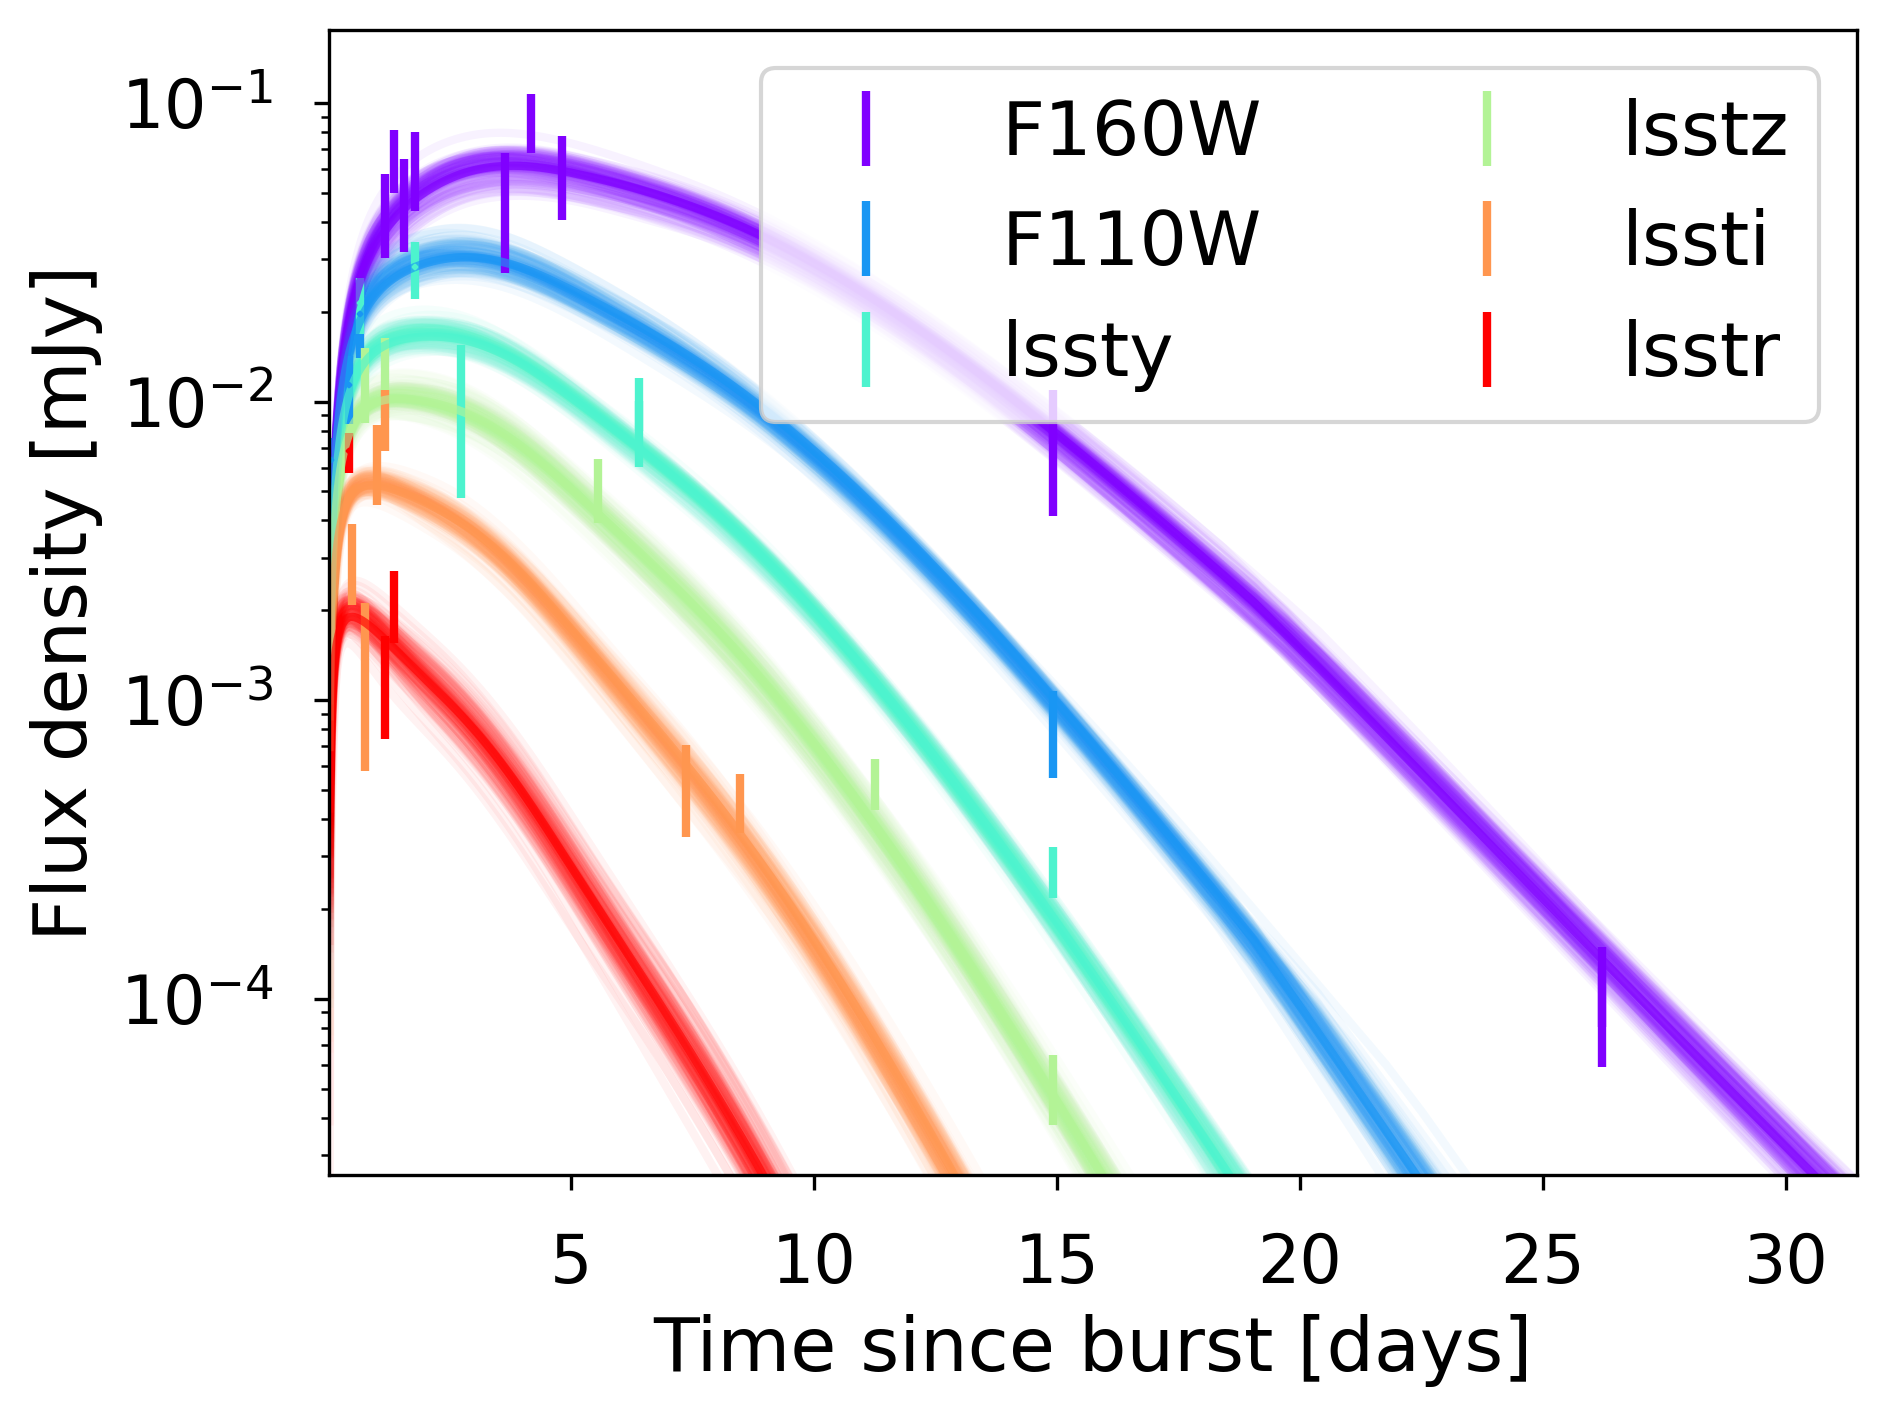 10⁻¹
10⁻²
10⁻³
10⁻⁴
Flux density [mJy]
F160W
F110W
lssty
lsstz
lssti
lsstr
5 10 15 20 25 30
Time since burst [days]